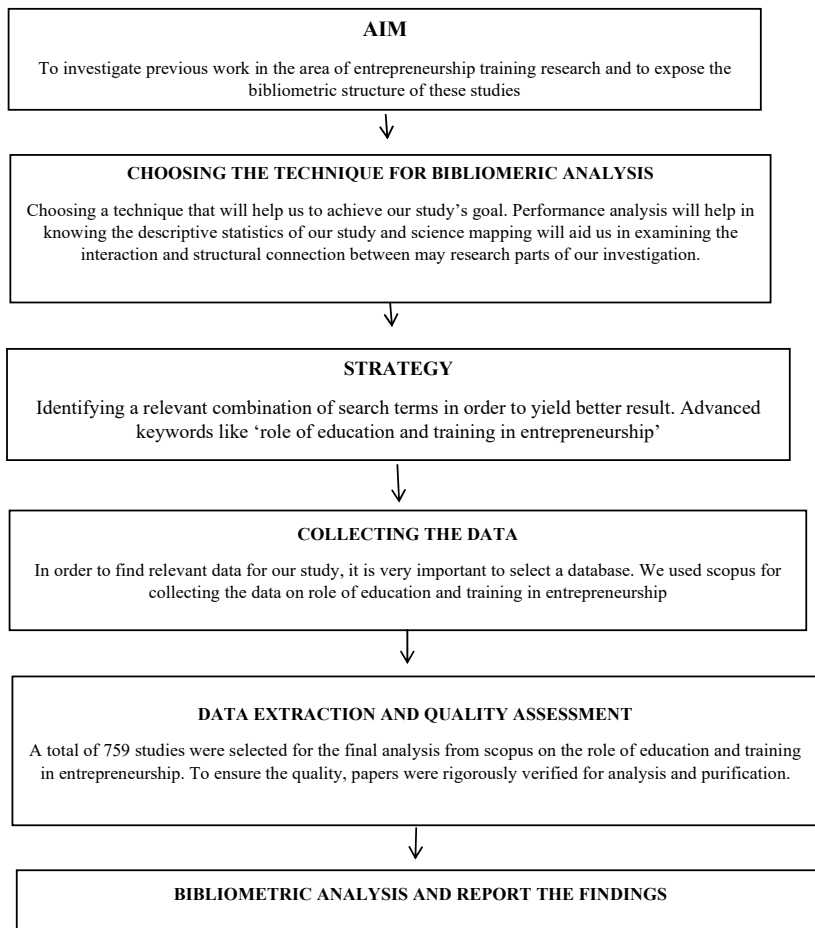 AIM
To investigate previous work in the area of entrepreneurship training research and to expose the
bibliometric structure of these studies
CHOOSING THE TECHNIQUE FOR BIBLIOMERIC ANALYSIS
Choosing a technique that will help us to achieve our study's goal. Performance analysis will help in
knowing the descriptive statistics of our study and science mapping will aid us in examining the
interaction and structural connection between may research parts of our investigation.
STRATEGY
Identifying a relevant combination of search terms in order to yield better result. Advanced
keywords like ‘role of education and training in entrepreneurship’
COLLECTING THE DATA
In order to find relevant data for our study, it is very important to select a database. We used scopus for
collecting the data on role of education and training in entrepreneurship
DATA EXTRACTION AND QUALITY ASSESSMENT
A total of 759 studies were selected for the final analysis from scopus on the role of education and training
in entrepreneurship. To ensure the quality, papers were rigorously verified for analysis and purification.
BIBLIOMETRIC ANALYSIS AND REPORT THE FINDINGS